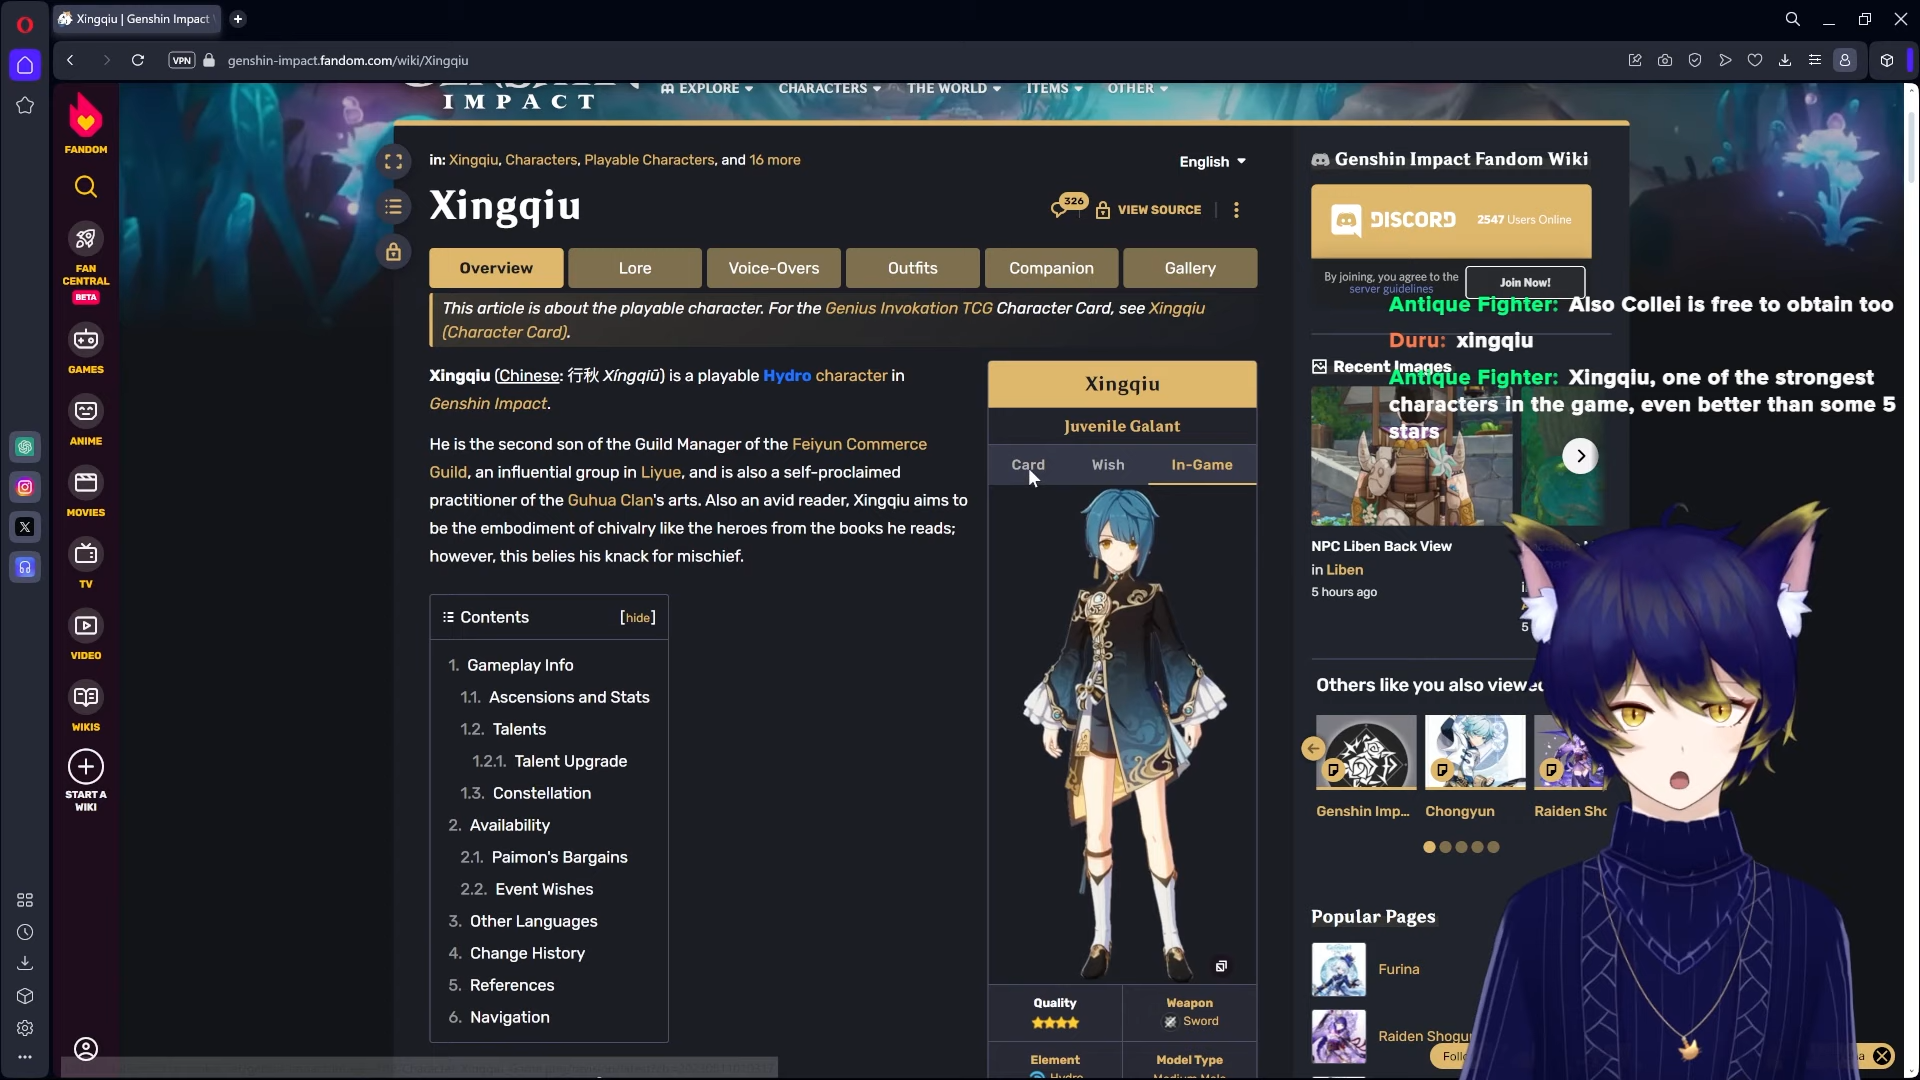 Xingqiu | Genshin Impact
VPN
genshin-impact.fandom.com/wiki/Xingqiu
IMPACT
EXPLORE
CHARACTERS
THE WORLD
ITEMS
OTHER
FANDOM
FAN CENTRAL
BETA
GAMES
ANIME
MOVIES
TV
VIDEO
WIKIS
START A WIKI
in: Xingqiu, Characters, Playable Characters, and 16 more
English
Xingqiu
326
VIEW SOURCE
Overview
Lore
Voice-Overs
Outfits
Companion
Gallery
This article is about the playable character. For the Genius Invokation TCG Character Card, see Xingqiu
(Character Card).
Xingqiu (Chinese: 行秋 Xíngqiū) is a playable Hydro character in
Genshin Impact.
He is the second son of the Guild Manager of the Feiyun Commerce
Guild, an influential group in Liyue, and is also a self-proclaimed
practitioner of the Guhua Clan's arts. Also an avid reader, Xingqiu aims to
be the embodiment of chivalry like the heroes from the books he reads;
however, this belies his knack for mischief.
Contents
[hide]
1. Gameplay Info
1.1. Ascensions and Stats
1.2. Talents
1.2.1. Talent Upgrade
1.3. Constellation
2. Availability
2.1. Paimon's Bargains
2.2. Event Wishes
3. Other Languages
4. Change History
5. References
6. Navigation
Xingqiu
Juvenile Galant
Card
Wish
In-Game
Quality
Weapon
Sword
Element
Model Type
Hydro
Medium Male
Genshin Impact Fandom Wiki
DISCORD
2547 Users Online
By joining, you agree to the
server guidelines
Join Now!
Antique Fighter: Also Collei is free to obtain too
Duru: xingqiu
Antique Fighter: Xingqiu, one of the strongest
characters in the game, even better than some 5
stars
Recent Images
NPC Liben Back View
in Liben
5 hours ago
Others like you also viewed
Genshin Imp...
Chongyun
Raiden Sho
Popular Pages
Furina
Raiden Shogu